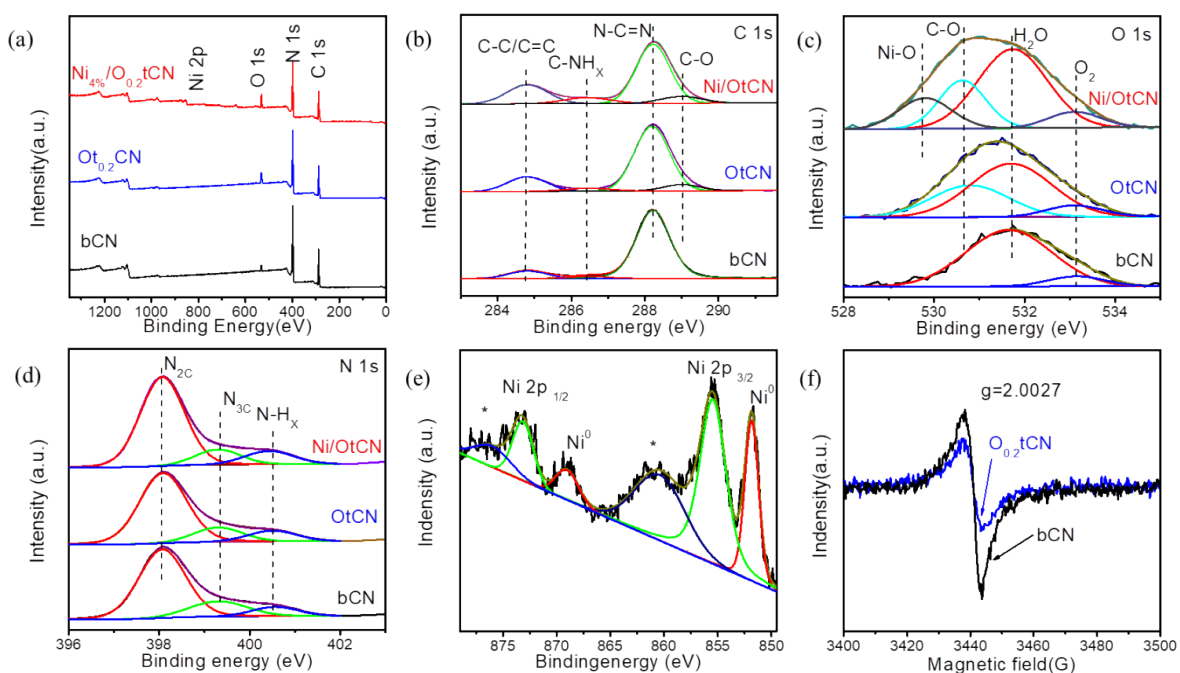 (a)
Ni 2p
O 1s
N 1s
C 1s
Ni4%/O0.2tCN
Ot0.2CN
bCN
Intensity(a.u.)
1200 1000 800 600 400 200 0
Binding Energy(eV)
(b)
C 1s
N-C=N
C-C/C=C
C-NHX
C-O
Ni/OtCN
OtCN
bCN
Intensity (a.u.)
284 286 288 290
Binding Energy (eV)
(c)
O 1s
Ni-O
C-O
H2O
O2
Ni/OtCN
OtCN
bCN
Intensity (a.u.)
528 530 532 534
Binding Energy (eV)
(d)
N 1s
N2C
N3C
N-HX
Ni/OtCN
OtCN
bCN
Intensity (a.u.)
396 398 400 402
Binding energy (eV)
(e)
Ni 2p 1/2
Ni 2p 3/2
Ni0
Ni0
*
*
Indensity (a.u.)
875 870 865 860 855 850
Bindingenergy (eV)
(f)
g=2.0027
O0.2tCN
bCN
Indensity(a.u.)
3400 3420 3440 3460 3480 3500
Magnetic field(G)